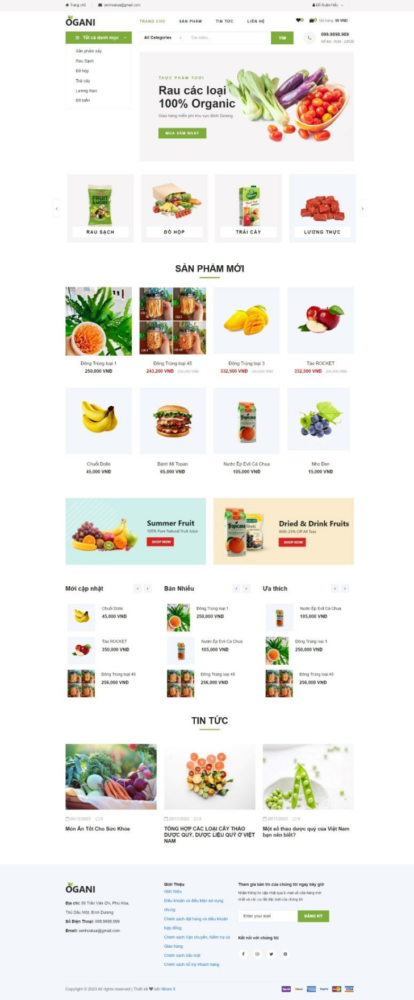 Trang chủ
senhoalua@gmail.com
Đỗ Xuân Hiếu
OGANI
TRANG CHỦ
SẢN PHẨM
TIN TỨC
LIÊN HỆ
0
0
Giỏ hàng: 00 VND
Tất cả danh mục
All Categories
Tìm kiếm...
TÌM
099.9898.989
Hỗ trợ: 7h30 - 22h30
Sản phẩm sấy
Rau Sạch
Đồ hộp
Trái cây
Lương thực
Đồ biển
THỰC PHẨM TƯƠI
Rau các loại
100% Organic
Giao hàng miễn phí khu vực Bình Dương
MUA SẮM NGAY
FRUIT
&MORE
RAU SẠCH
ĐỒ HỘP
TRÁI CÂY
LƯƠNG THỰC
SẢN PHẨM MỚI
Đông Trùng loại 1
250,000 VNĐ
LOẠI 1
LOẠI 2
Đông Trùng loại 45
243,200 VNĐ 256,000 VNĐ
Đông Trùng loại 3
332,500 VNĐ 350,000 VNĐ
Táo ROCKET
332,500 VNĐ 350,000 VNĐ
Chuối Dolle
45,000 VNĐ
Bánh Mì Topan
65,000 VNĐ
Tropicana
Nước Ép Evli Cà Chua
105,000 VNĐ
Nho Đen
15,000 VNĐ
Summer Fruit
100% Pure Natural Fruit Juice
SHOP NOW
Tropicana
Dried & Drink Fruits
With 25% Off All Teas
SHOP NOW
Mới cập nhật
Bán Nhiều
Ưa thích
Chuối Dolle
45,000 VNĐ
Táo ROCKET
350,000 VNĐ
Đông Trùng loại 45
256,000 VNĐ
Đông Trùng loại 1
250,000 VNĐ
Nước Ép Evli Cà Chua
105,000 VNĐ
Đông Trùng loại 45
256,000 VNĐ
Nước Ép Evli Cà Chua
105,000 VNĐ
Đông Trùng loại 1
250,000 VNĐ
Đông Trùng loại 45
256,000 VNĐ
TIN TỨC
04/12/2023 5
Món Ăn Tốt Cho Sức Khỏe
28/11/2023 5
TỔNG HỢP CÁC LOẠI CÂY THẢO
DƯỢC QUÝ, DƯỢC LIỆU QUÝ Ở VIỆT
NAM
28/11/2023 5
Một số thảo dược quý của Việt Nam
bạn nên biết?
OGANI
Địa chỉ: 99 Trần Văn Ơn, Phú Hòa,
Thủ Dầu Một, Bình Dương
Số Điện Thoại: 098.9898.999
Email: senhoalua@gmail.com
Giới Thiệu
Giới thiệu
Điều khoản và điều kiện sử dụng
chung
Chính sách đặt hàng và điều khoản
hợp đồng
Chính sách Vận chuyển, Kiểm tra và
Giao hàng
Chính sách bảo mật
Chính sách hỗ trợ Khách hàng
Tham gia bản tin của chúng tôi ngay bây giờ
Nhận thông tin cập nhật qua E-mail về cửa hàng mới
nhất và các ưu đãi đặc biệt của chúng tôi
Enter your mail
ĐĂNG KÝ
Kết nối với chúng tôi
Copyright © 2023 All rights reserved | Thiết kế bởi Nhóm 5
Skrill
PayPal
VISA